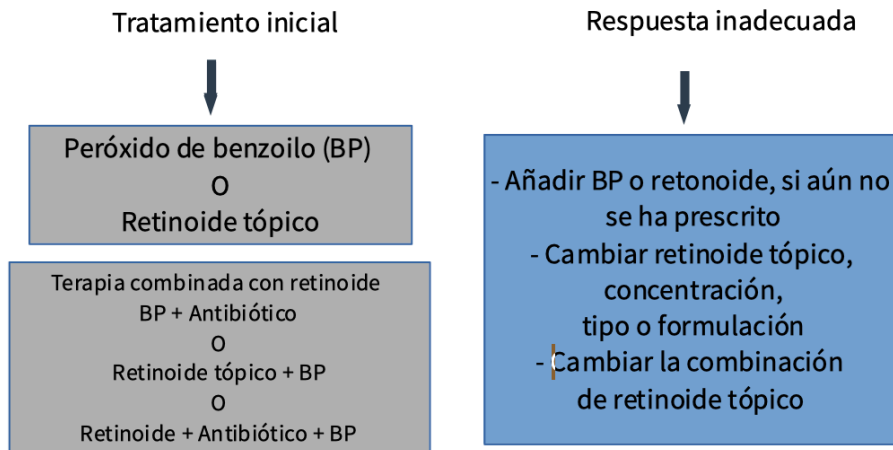 Tratamiento inicial
Peróxido de benzoilo (BP)
O
Retinoide tópico
Terapia combinada con retinoide
BP + Antibiótico
O
Retinoide tópico + BP
O
Retinoide + Antibiótico + BP
Respuesta inadecuada
- Añadir BP o retonoide, si aún no
se ha prescrito
- Cambiar retinoide tópico,
concentración,
tipo o formulación
- Cambiar la combinación
de retinoide tópico